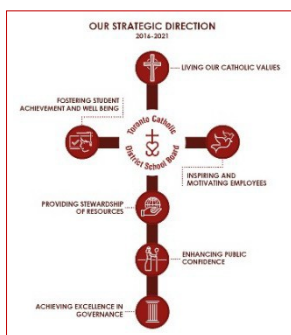 OUR STRATEGIC DIRECTION
2016-2021
LIVING OUR CATHOLIC VALUES
FOSTERING STUDENT
ACHIEVEMENT AND WELL BEING
Toronto Catholic
District School Board
INSPIRING AND
MOTIVATING EMPLOYEES
PROVIDING STEWARDSHIP
OF RESOURCES
ENHANCING PUBLIC
CONFIDENCE
ACHIEVING EXCELLENCE IN
GOVERNANCE